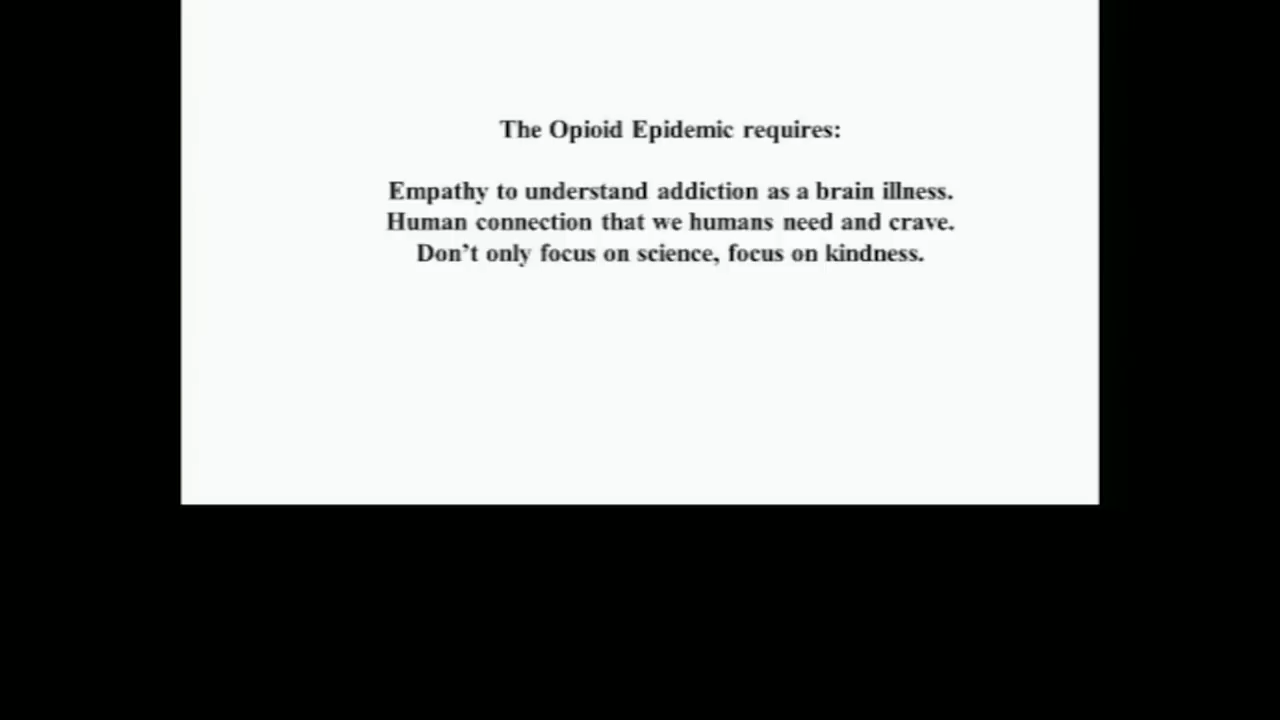 The Opioid Epidemic requires:
Empathy to understand addiction as a brain illness.
Human connection that we humans need and crave.
Don’t only focus on science, focus on kindness.